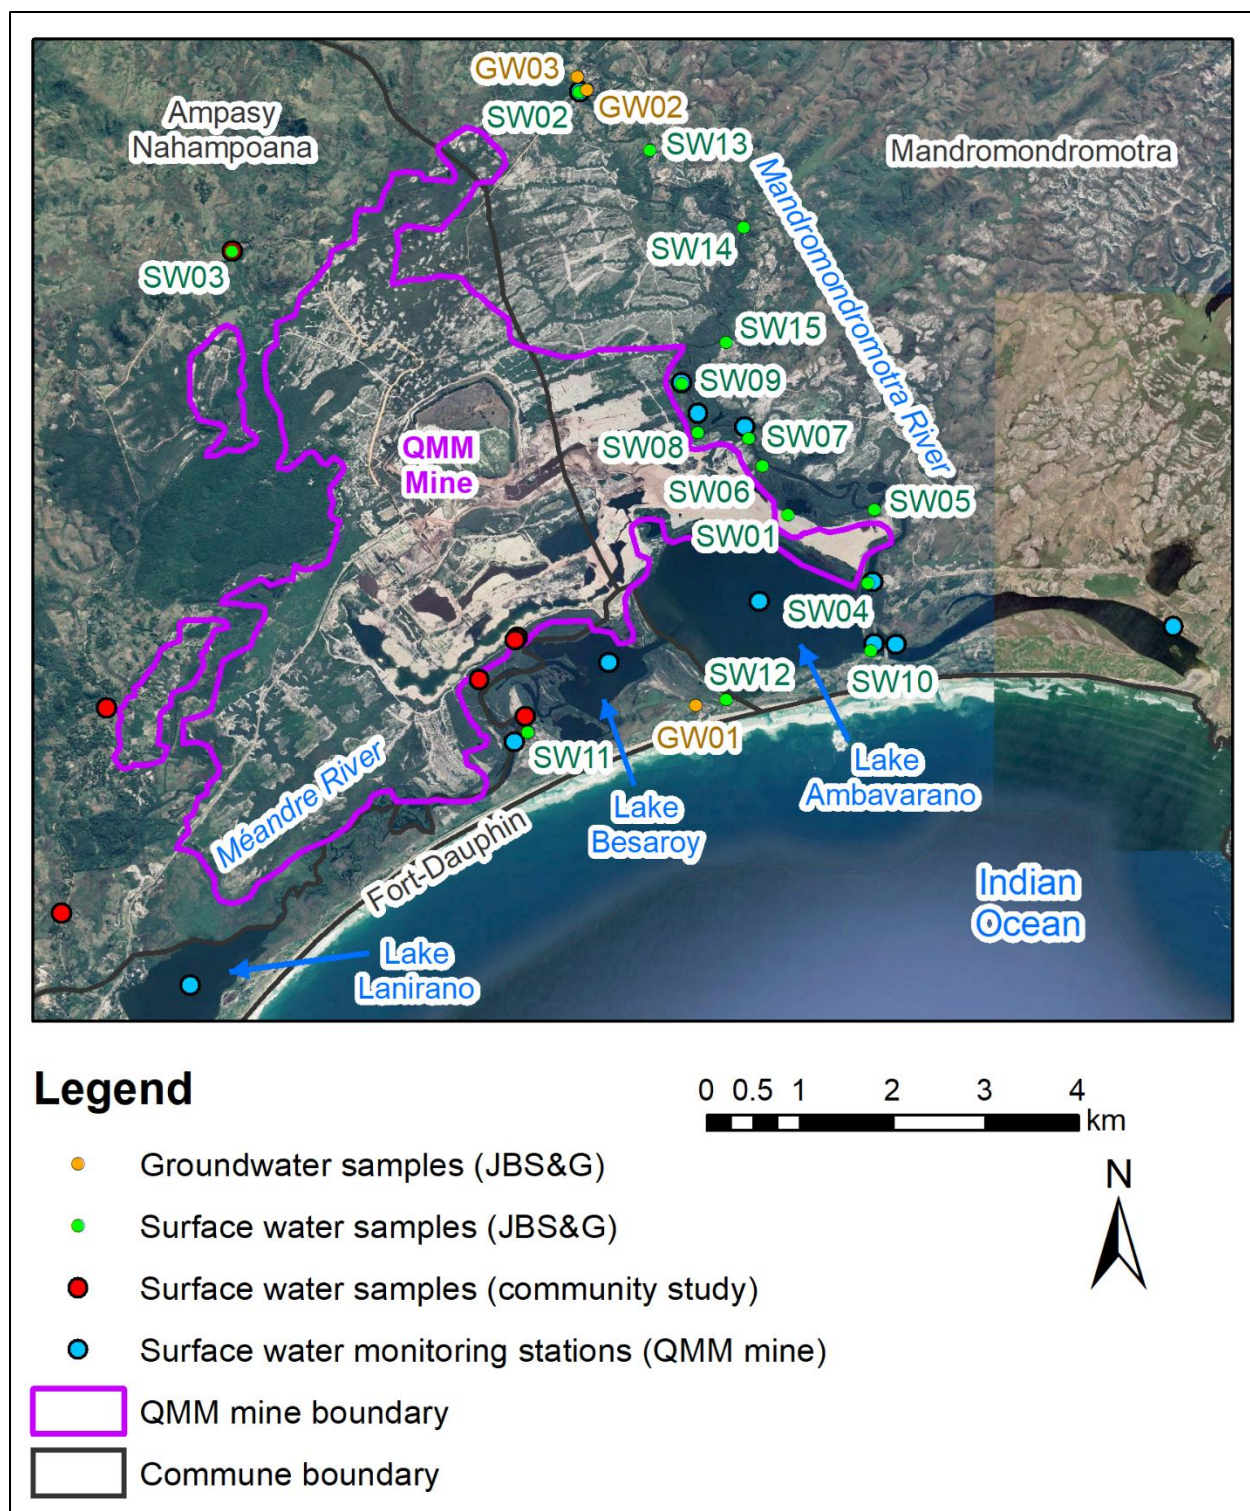 GW03
GW02
SW02
Ampasy
Nahampoana
SW13
Mandromondromotra
Mandromondromotra River
SW14
SW03
SW15
SW09
SW08
SW07
QMM
Mine
SW06
SW05
SW01
SW04
SW12
SW10
GW01
SW11
Lake
Ambavarano
Lake
Besaroy
Méandre River
Fort-Dauphin
Indian
Ocean
Lake
Lanirano
Legend
0 0.5 1 2 3 4
km
N
Groundwater samples (JBS&G)
Surface water samples (JBS&G)
Surface water samples (community study)
Surface water monitoring stations (QMM mine)
QMM mine boundary
Commune boundary